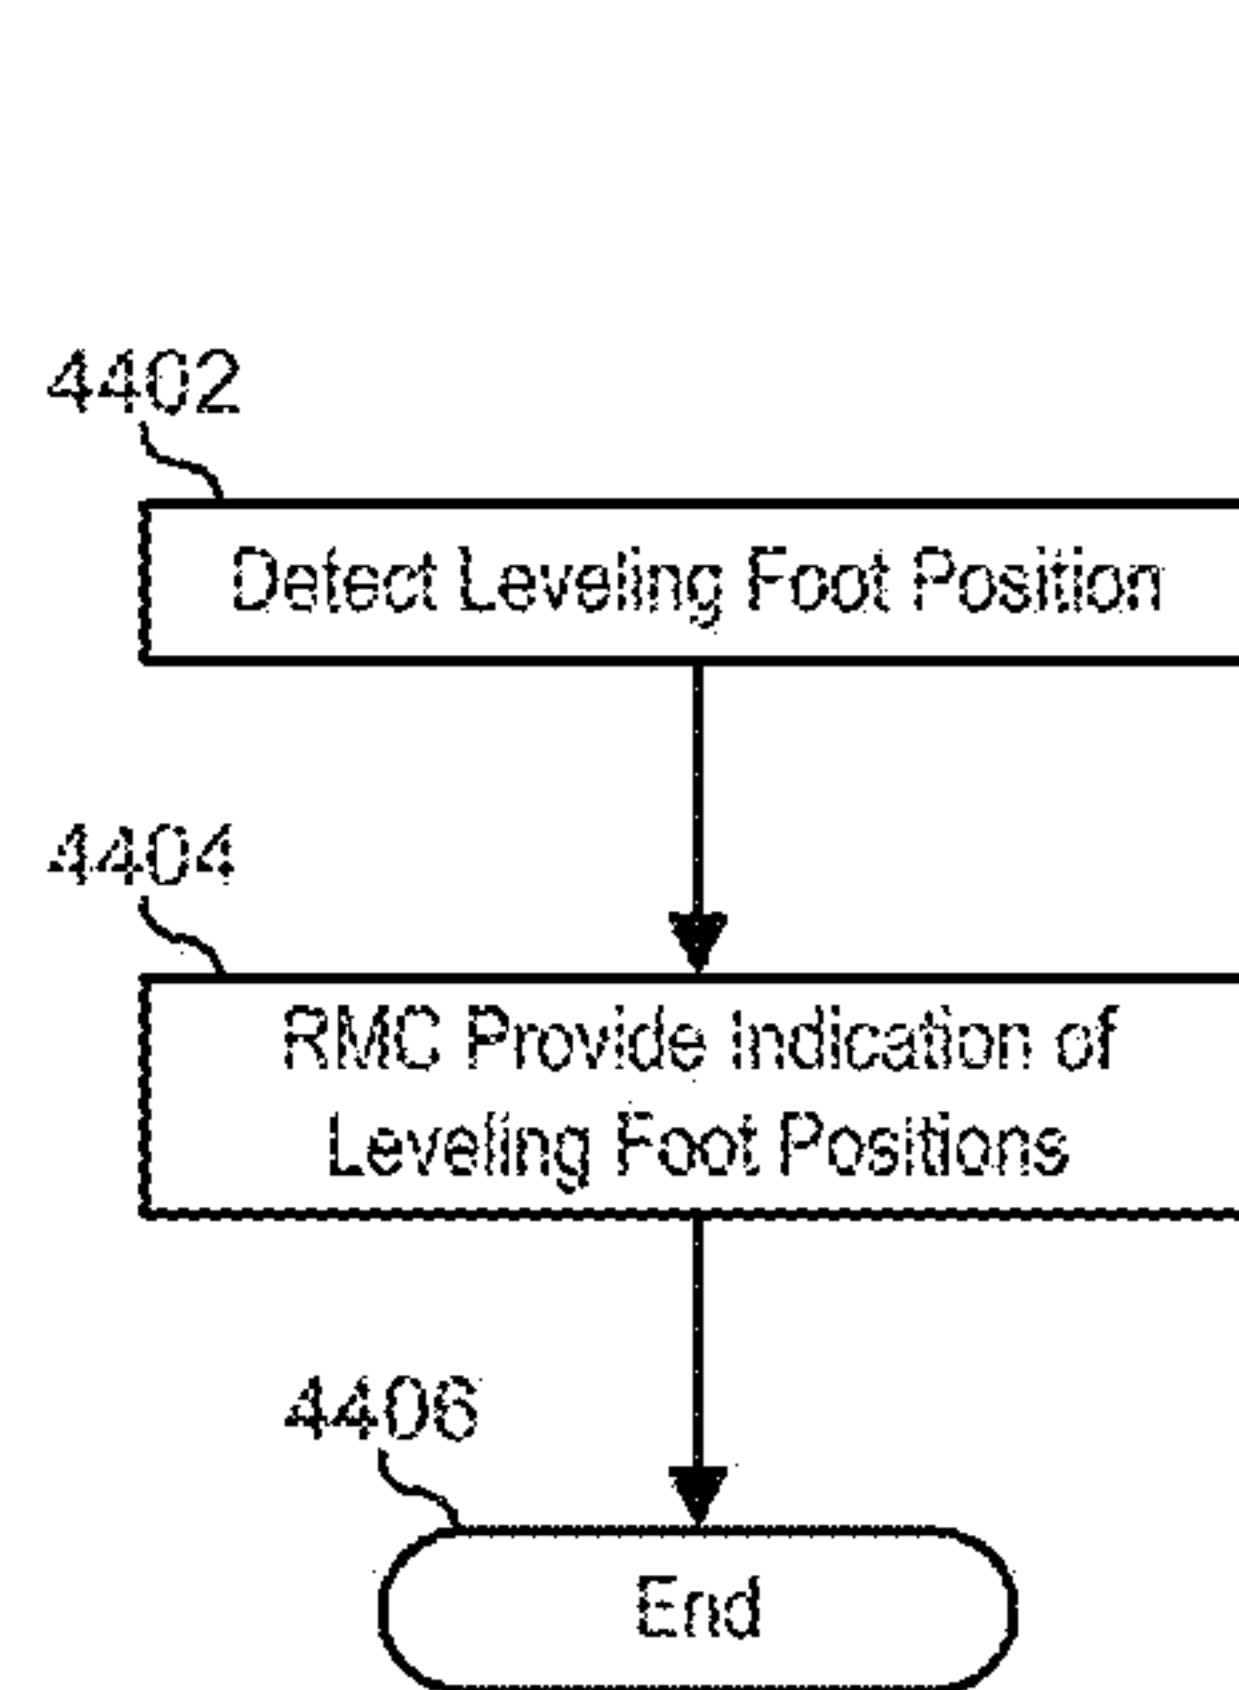 4402
Detect Leveling Foot Position
4404
RMC Provide Indication of
Leveling Foot Positions
4406
End